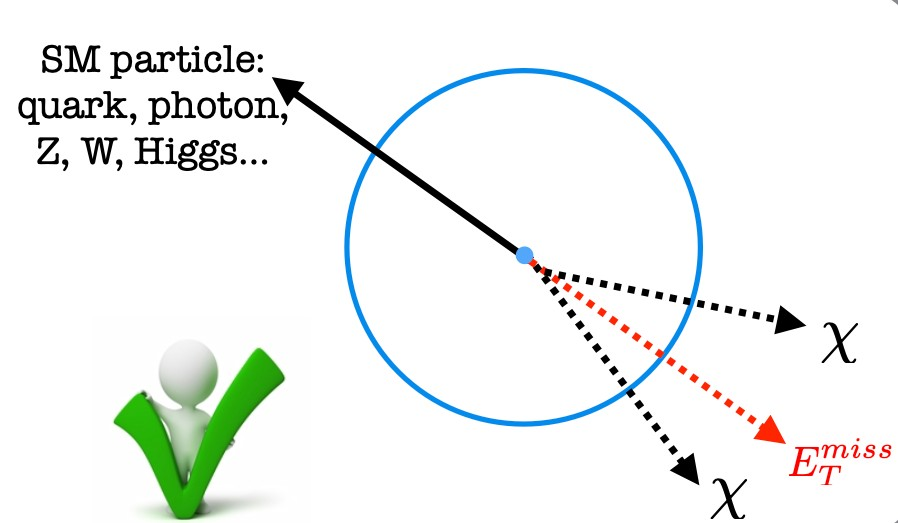 SM particle:
quark, photon,
Z, W, Higgs...
χ
E_T^{miss}
χ